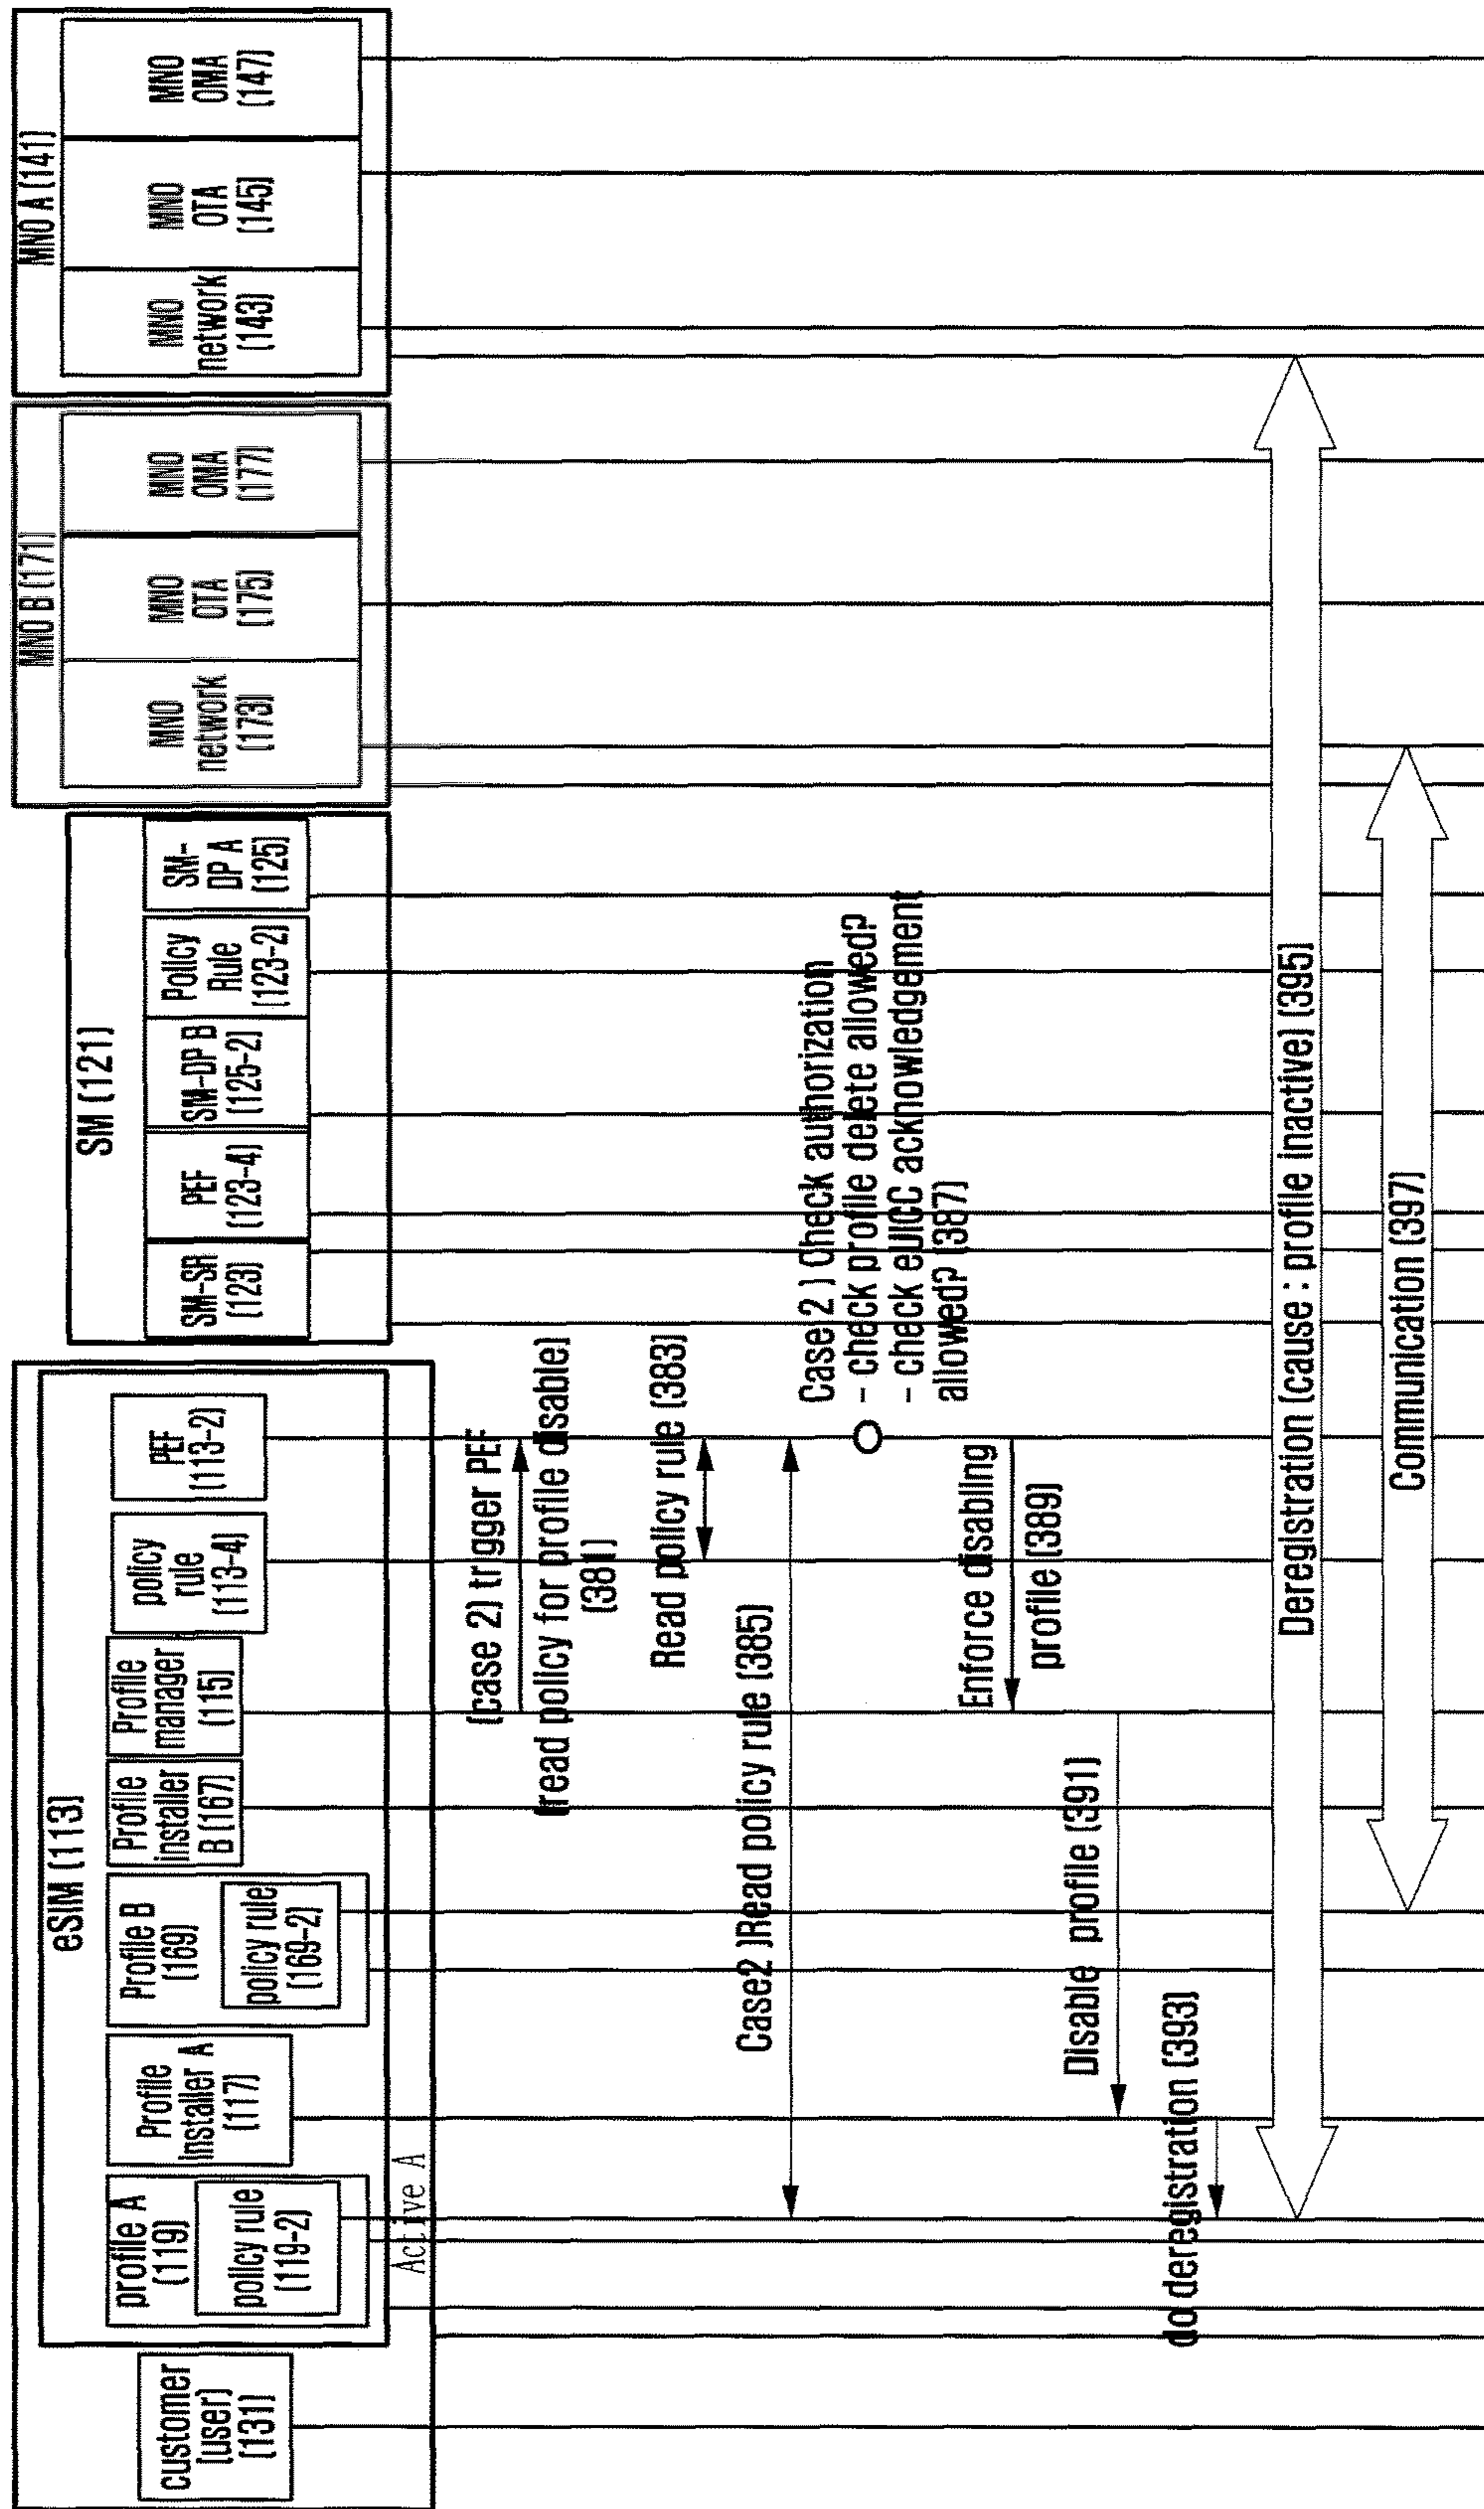 customer
(user)
(131)
eSIM (113)
profile A
(119)
policy rule
(119-2)
Active A
Profile
installer A
(117)
Profile B
(169)
policy rule
(169-2)
Profile
installer
B (167)
Profile
manager
(115)
policy
rule
(113-4)
PEF
(113-2)
SM (121)
SM-SR
(123)
PEF
(123-4)
SM-DP B
(125-2)
Policy
Rule
(123-2)
SM-
DP A
(125)
MNO B (171)
MNO
network
(173)
MNO
OTA
(175)
MNO
OMA
(177)
MNO A (141)
MNO
network
(143)
MNO
OTA
(145)
MNO
OMA
(147)
(case 2) trigger PEF
(read policy for profile disable)
(381)
Read policy rule (383)
Case2 )Read policy rule (385)
Case 2 ) Check authorization
- check profile delete allowed?
- check eUICC acknowledgement
allowed? (387)
Enforce disabling
profile (389)
Disable profile (391)
do deregistration (393)
Deregistration (cause : profile inactive) (395)
Communication (397)